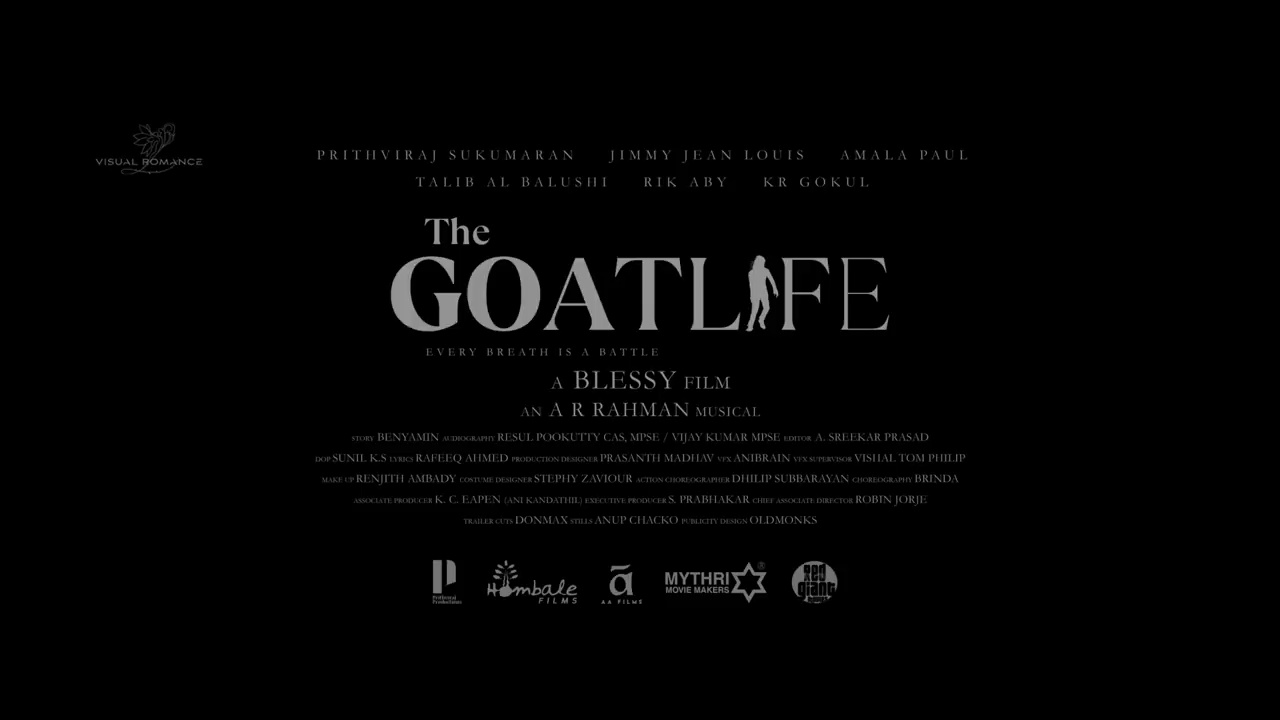 VISUAL ROMANCE
PRITHVIRAJ SUKUMARAN JIMMY JEAN LOUIS AMALA PAUL
TALIB AL BALUSHI RIK ABY KR GOKUL
The
GOATLIFE
EVERY BREATH IS A BATTLE
A BLESSY FILM
AN A R RAHMAN MUSICAL
STORY BENYAMIN AUDIOGRAPHY RESUL POOKUTTY CAS, MPSE / VIJAY KUMAR MPSE EDITOR A. SREEKAR PRASAD
DOP SUNIL K.S LYRICS RAFEEQ AHMED PRODUCTION DESIGNER PRASANTH MADHAV VFX ANIBRAIN VFX SUPERVISOR VISHAL TOM PHILIP
MAKE UP RENJITH AMBADY COSTUME DESIGNER STEPHY ZAVIOUR ACTION CHOREOGRAPHER DHILIP SUBBARAYAN CHOREOGRAPHY BRINDA
ASSOCIATE PRODUCER K. C. EAPEN (ANI KANDATHIL) EXECUTIVE PRODUCER S. PRABHAKAR CHIEF ASSOCIATE DIRECTOR ROBIN JORJE
TRAILER CUTS DONMAX STILLS ANUP CHACKO PUBLICITY DESIGN OLDMONKS
Prithviraj
Productions
Hombale
FILMS
ā
AA FILMS
MYTHRI
MOVIE MAKERS
®
RED
GIANT
MOVIES